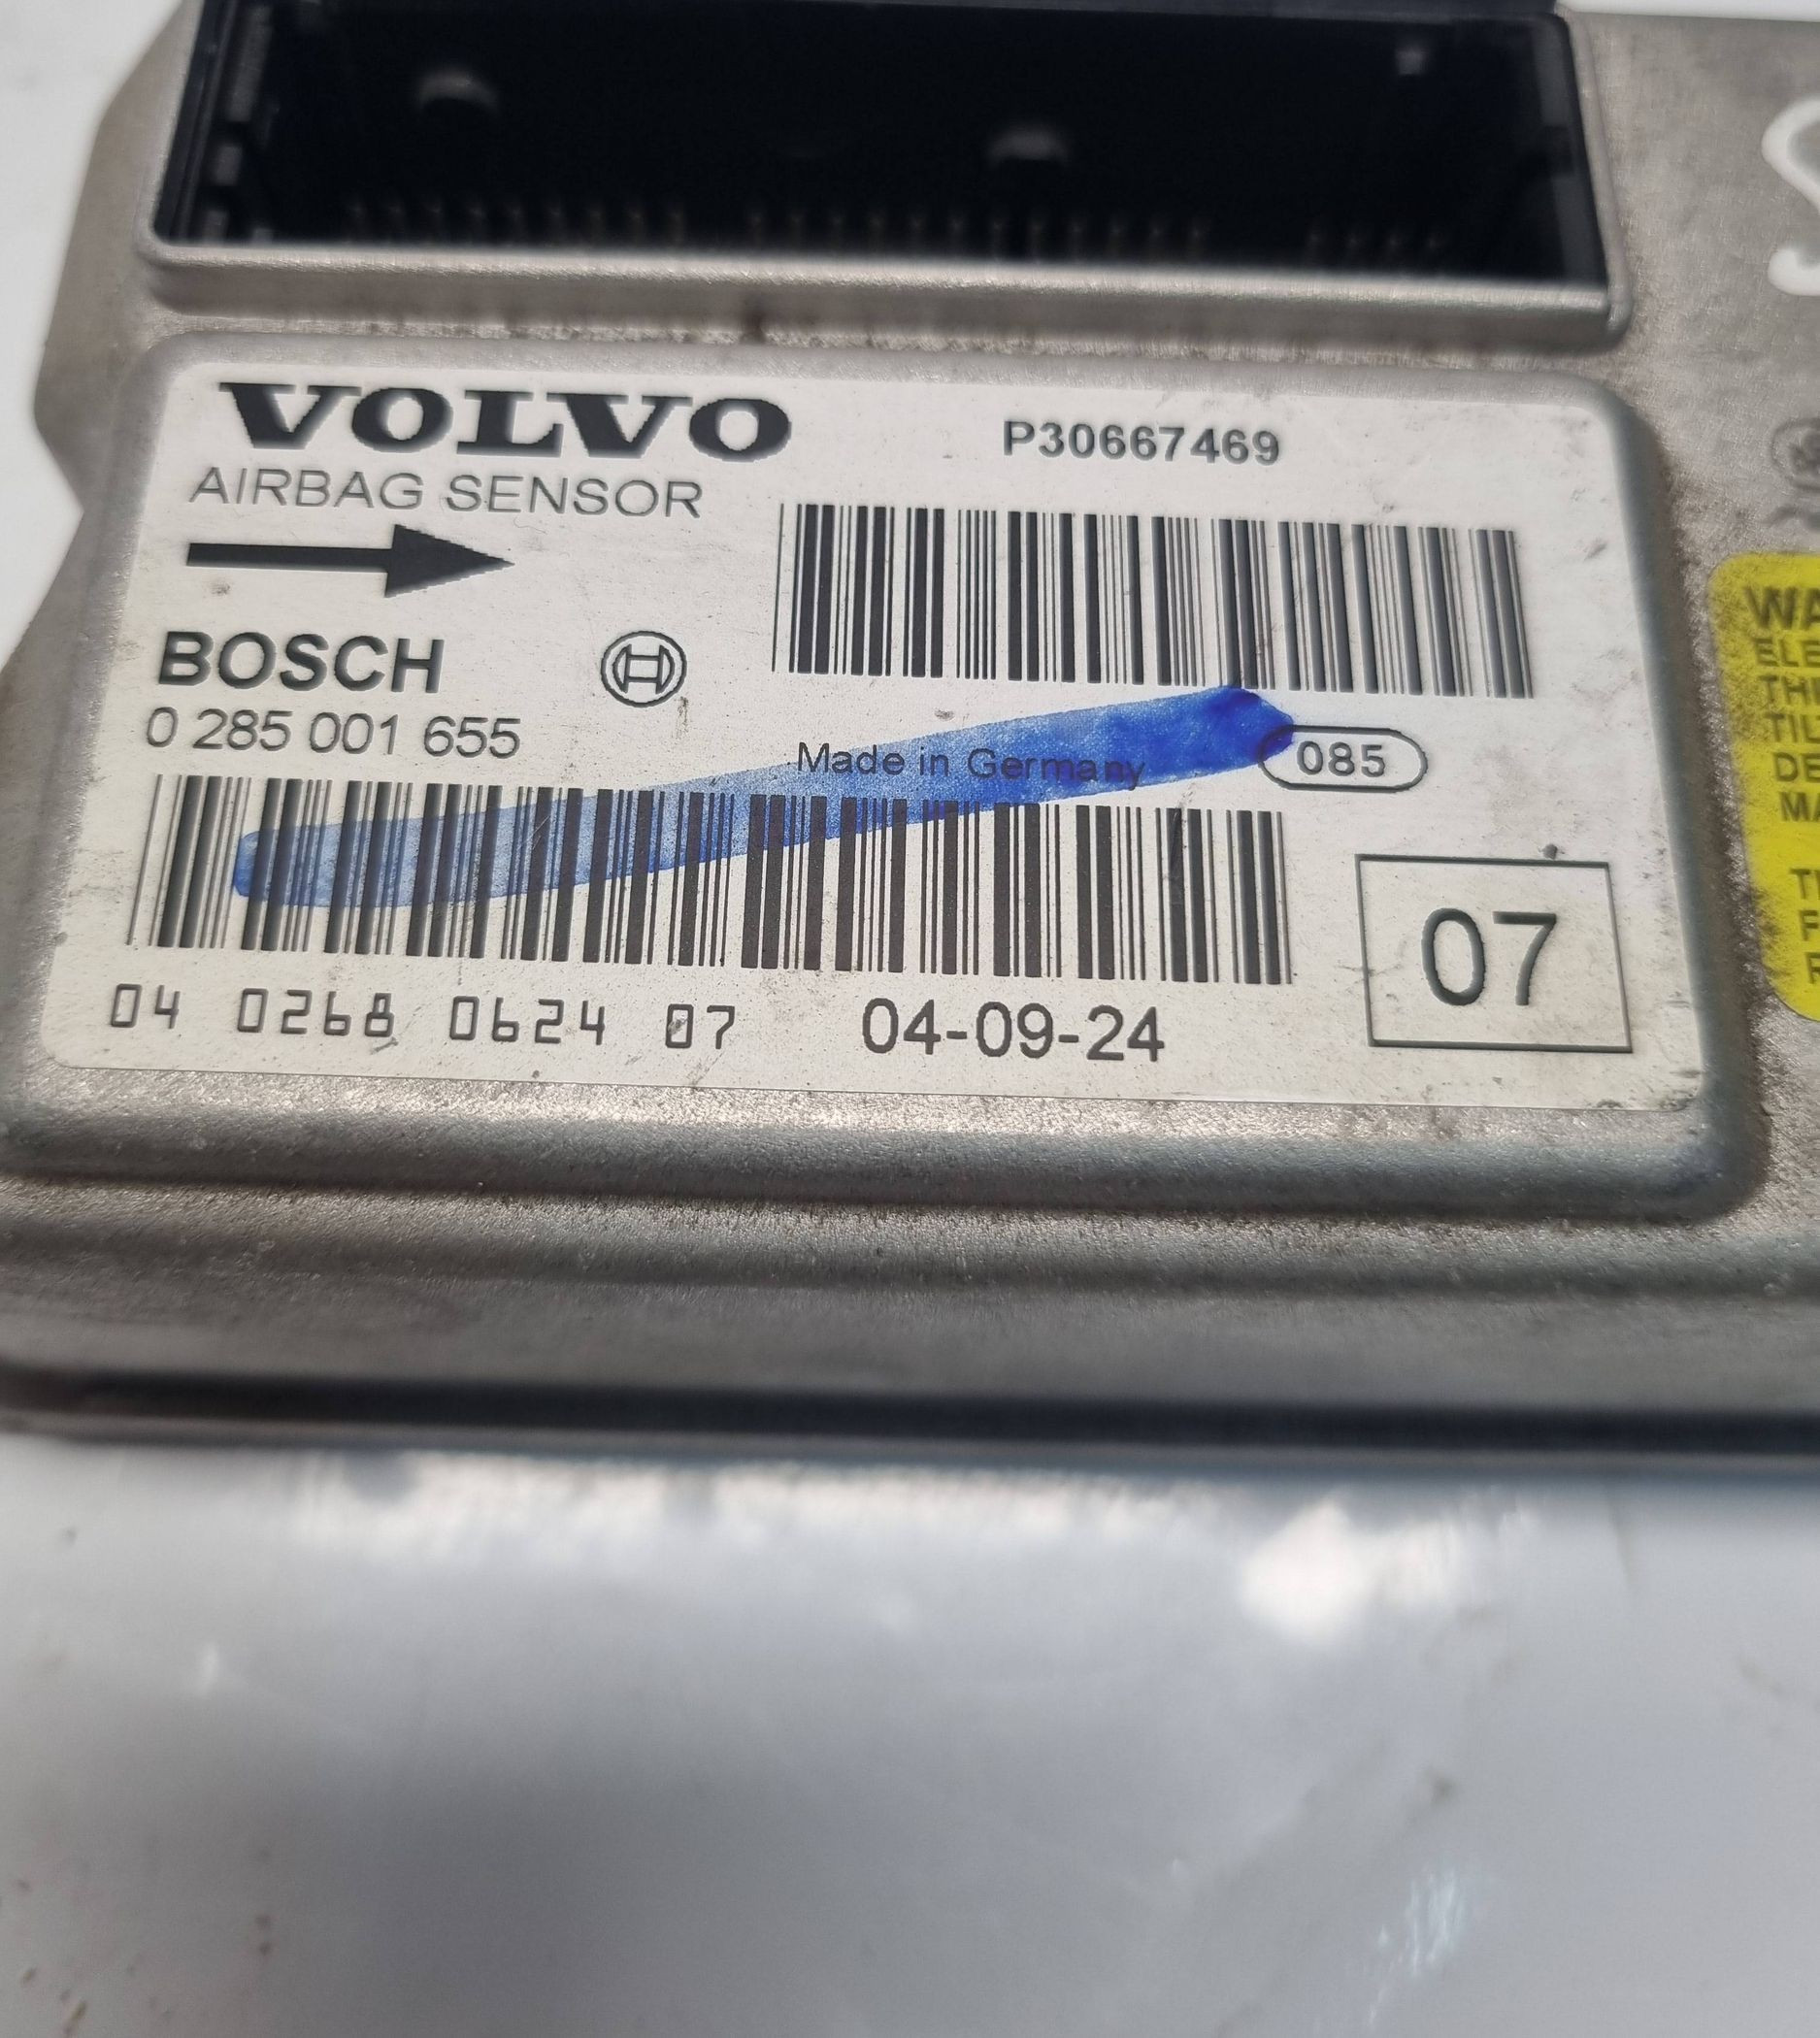 VOLVO
P30667469
AIRBAG SENSOR
BOSCH
0 285 001 655
Made in Germany
085
07
04 0268 0624 07
04-09-24